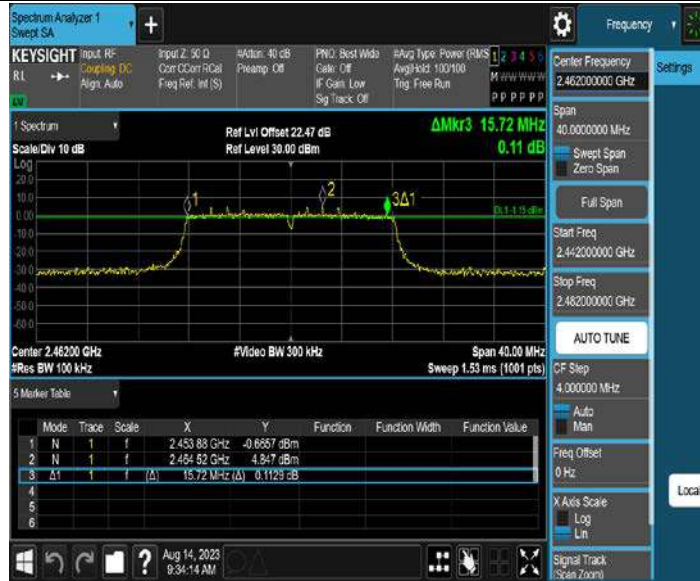 Spectrum Analyzer 1
Swept SA
+
Frequency
KEYSIGHT
RL
Input: RF
Coupling: DC
Align: Auto
Input Z: 50 Ω
Corr CCorr RCal
Freq Ref: Int (S)
#Atten: 40 dB
Preamp: Off
PNO: Best Wide
Gate: Off
IF Gain: Low
Sig Track: Off
#Avg Type: Power (RMS
Avg|Hold: 100/100
Trig: Free Run
1 2 3 4 5 6
M W W W W W
P P P P P P
1 Spectrum
Scale/Div 10 dB
Ref Lvl Offset 22.47 dB
Ref Level 30.00 dBm
ΔMkr3 15.72 MHz
0.11 dB
Log
20.0
10.0
0.00
-10.0
-20.0
-30.0
-40.0
-50.0
-60.0
1
2
3Δ1
DL1 -1.15 dBm
Center 2.46200 GHz
#Res BW 100 kHz
#Video BW 300 kHz
Span 40.00 MHz
Sweep 1.53 ms (1001 pts)
5 Marker Table
Mode Trace Scale X Y Function Function Width Function Value
1 N 1 f 2.453 88 GHz -0.6657 dBm
2 N 1 f 2.464 52 GHz 4.847 dBm
3 Δ1 1 f (Δ) 15.72 MHz (Δ) 0.1129 dB
4
5
6
?
Aug 14, 2023
9:34:14 AM
Center Frequency
2.462000000 GHz
Settings
Span
40.0000000 MHz
Swept Span
Zero Span
Full Span
Start Freq
2.442000000 GHz
Stop Freq
2.482000000 GHz
AUTO TUNE
CF Step
4.000000 MHz
Auto
Man
Freq Offset
0 Hz
X Axis Scale
Log
Lin
Local
Signal Track
(Span Zoom)